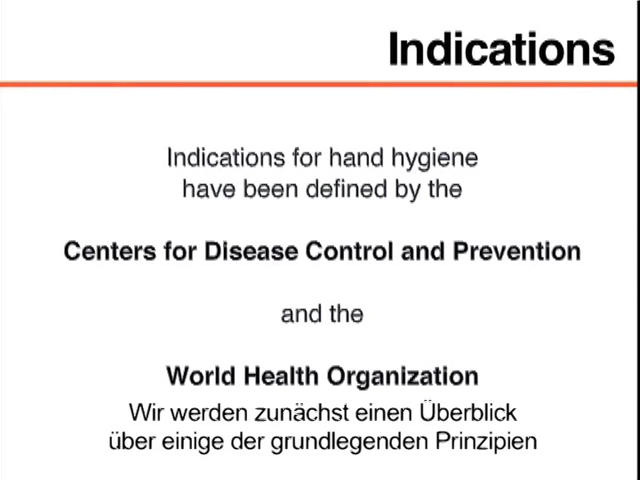 Indications
Indications for hand hygiene
have been defined by the
Centers for Disease Control and Prevention
and the
World Health Organization
Wir werden zunächst einen Überblick
über einige der grundlegenden Prinzipien